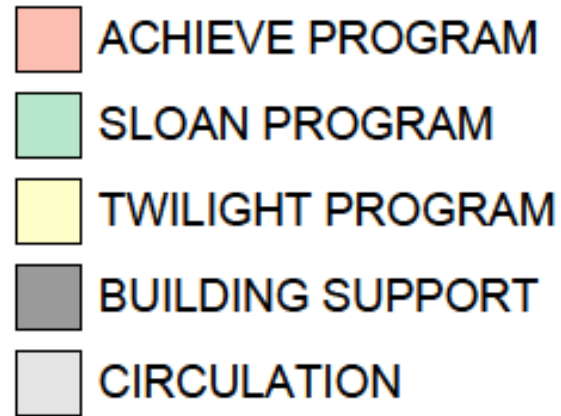 ACHIEVE PROGRAM
SLOAN PROGRAM
TWILIGHT PROGRAM
BUILDING SUPPORT
CIRCULATION